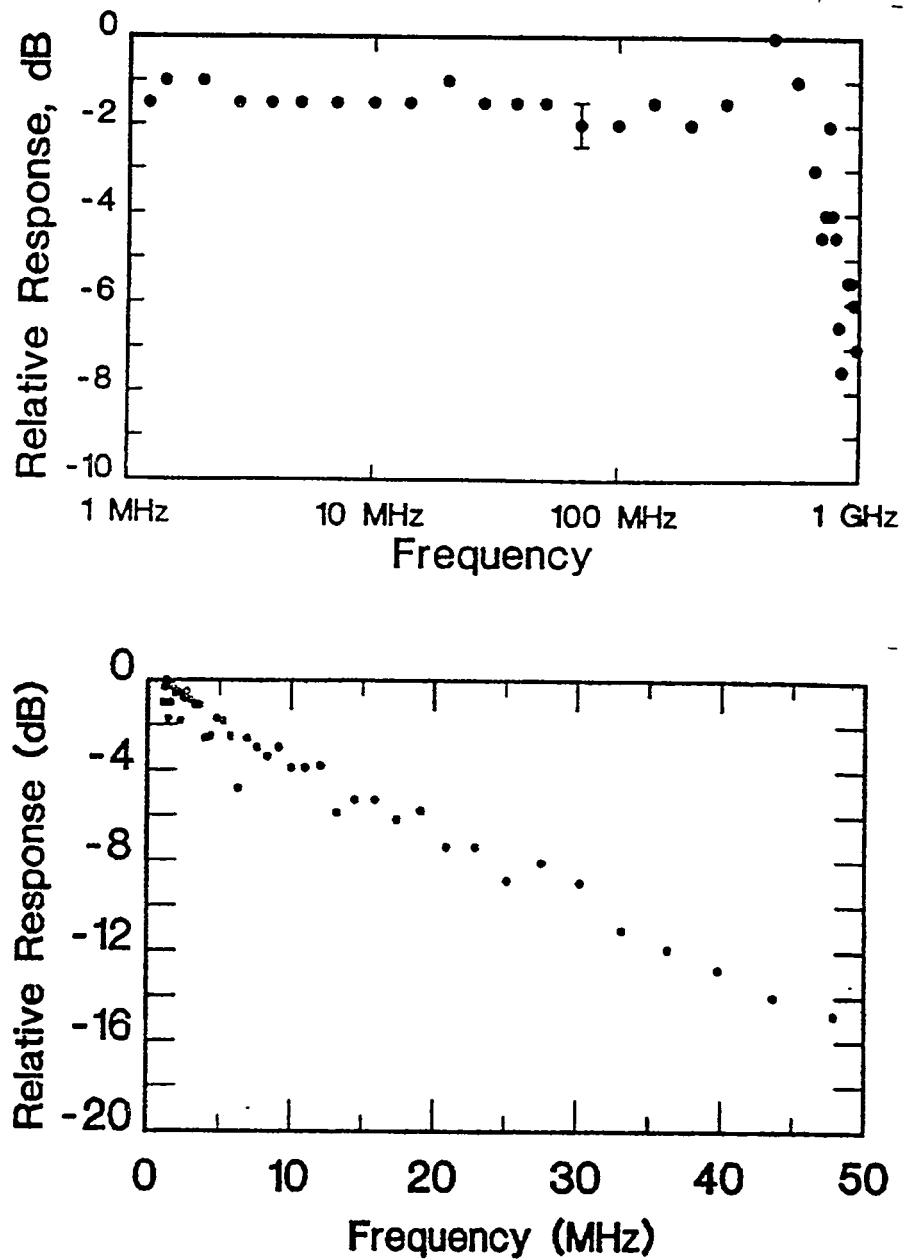 Relative Response, dB
0
-2
-4
-6
-8
-10
1 MHz 10 MHz 100 MHz 1 GHz
Frequency
Relative Response (dB)
0
-4
-8
-12
-16
-20
0 10 20 30 40 50
Frequency (MHz)